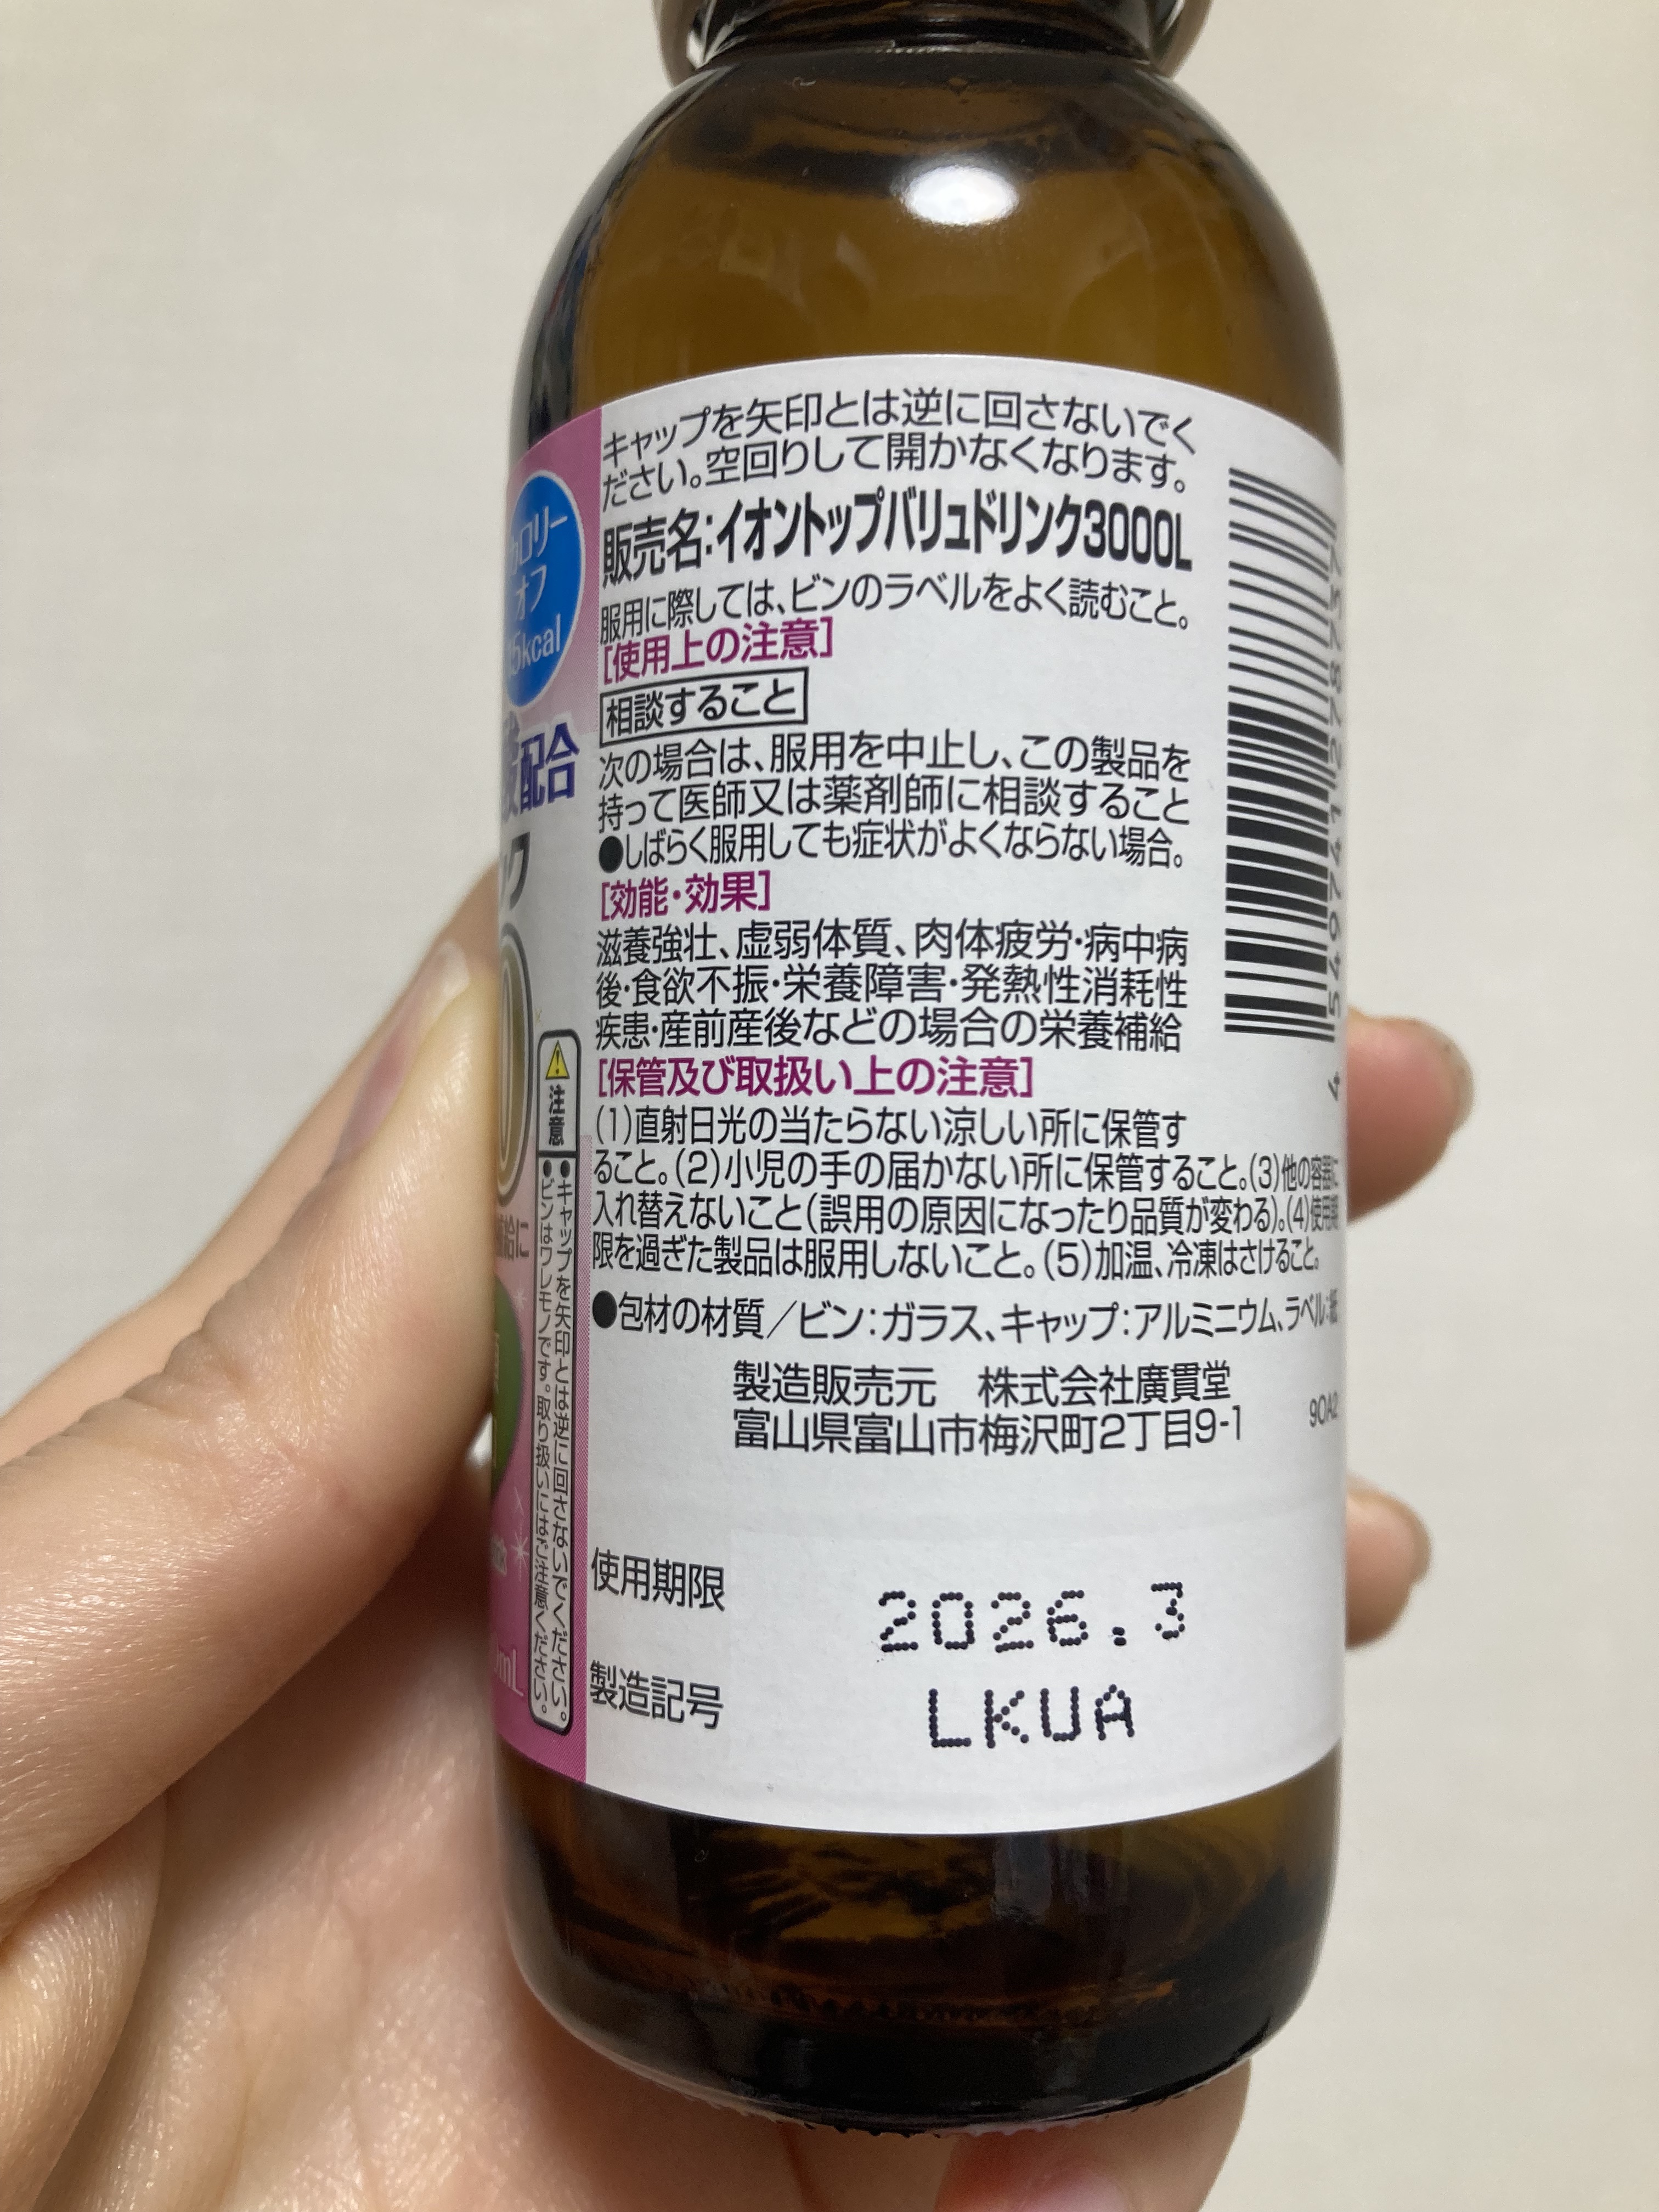 キャップを矢印とは逆に回さないでく
ださい。空回りして開かなくなります。
販売名:イオントップバリュドリンク3000L
服用に際しては、ビンのラベルをよく読むこと。
[使用上の注意]
相談すること
次の場合は、服用を中止し、この製品を
持って医師又は薬剤師に相談すること
●しばらく服用しても症状がよくならない場合。
[効能・効果]
滋養強壮、虚弱体質、肉体疲労・病中病
後・食欲不振・栄養障害・発熱性消耗性
疾患・産前産後などの場合の栄養補給
[保管及び取扱い上の注意]
(1)直射日光の当たらない涼しい所に保管す
ること。(2)小児の手の届かない所に保管すること。(3)他の容器に
入れ替えないこと(誤用の原因になったり品質が変わる)。(4)使用期
限を過ぎた製品は服用しないこと。(5)加温、冷凍はさけること。
●包材の材質/ビン:ガラス、キャップ:アルミニウム、ラベル:紙
製造販売元 株式会社廣貫堂
富山県富山市梅沢町2丁目9-1
90A2
使用期限
2026.3
製造記号
LKUA
カロリー
オフ
5kcal
配合
ク
補給に
mL
注意
●キャップを矢印とは逆に回さないでください。
●ビンはワレモノです。取り扱いにはご注意ください。